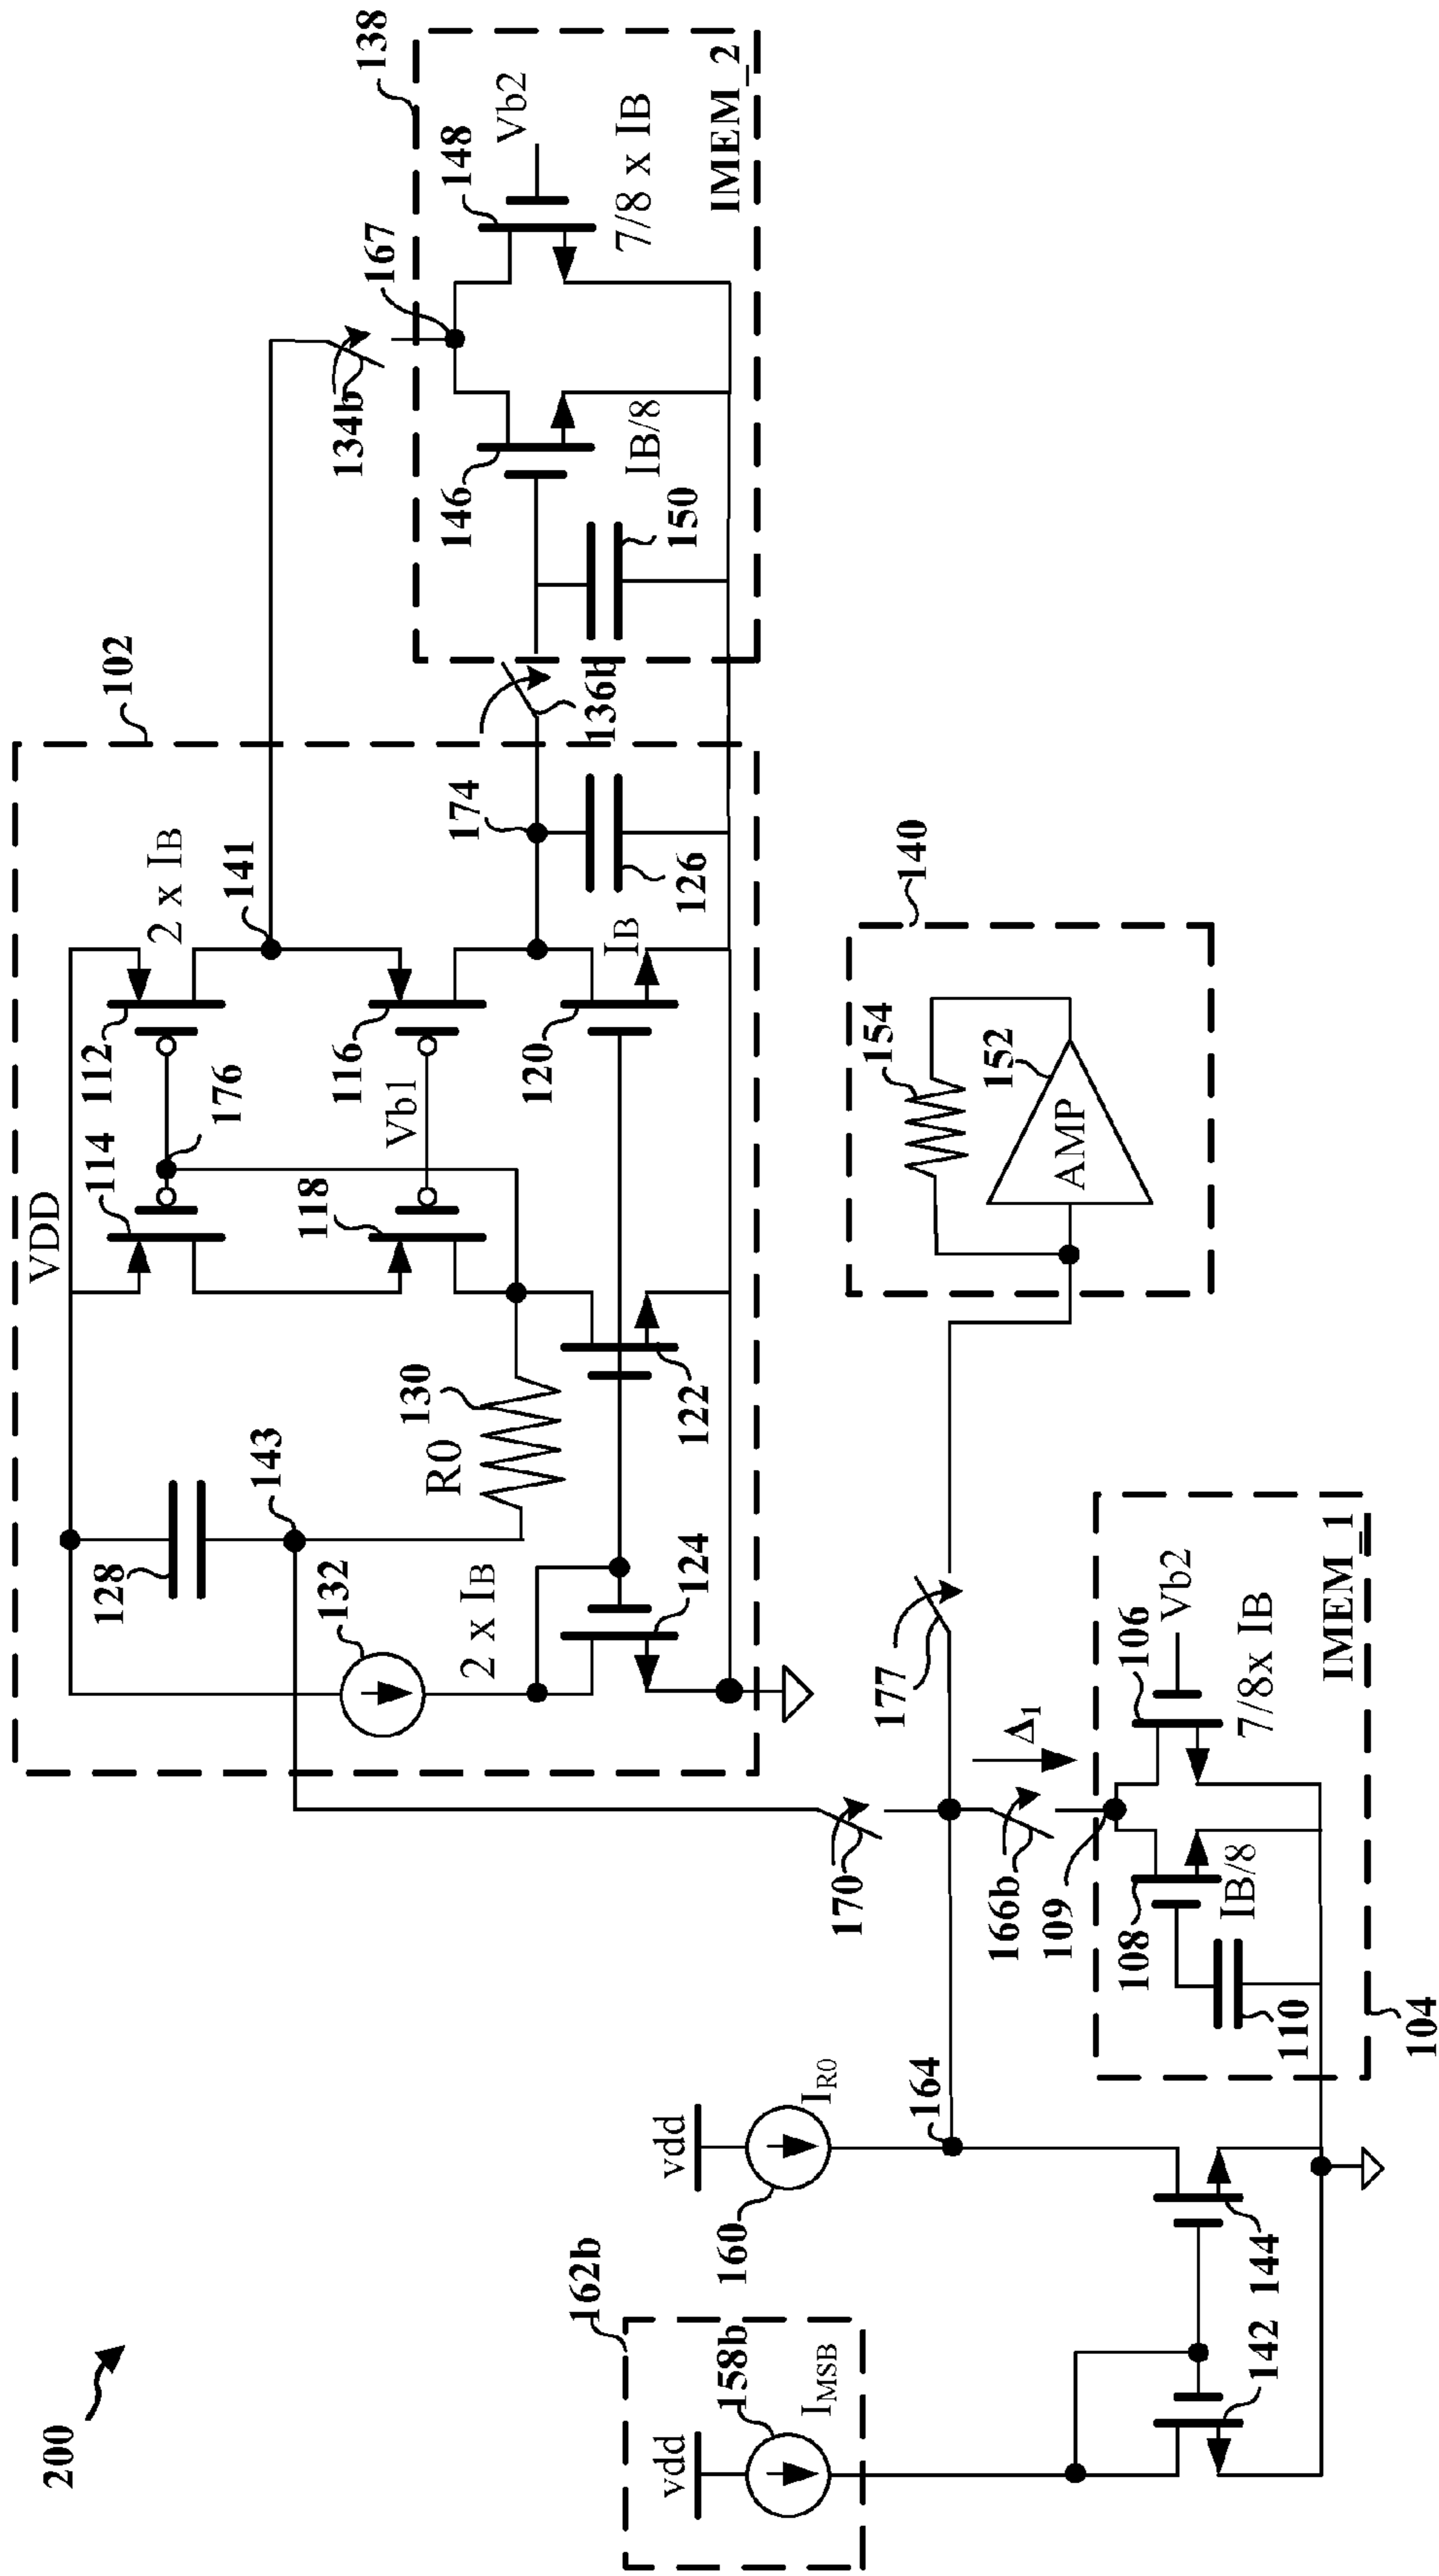 200
102
VDD
114
112
2 x IB
141
176
118
116
Vb1
128
143
132
2 x IB
R0
130
124
122
120
IB
174
126
134b
167
138
148
Vb2
7/8 x IB
146
IB/8
150
136b
IMEM_2
140
154
152
AMP
177
170
Δ1
166b
109
106
Vb2
7/8x IB
108
IB/8
110
IMEM_1
104
164
vdd
IR0
160
162b
vdd
158b
IMSB
142
144